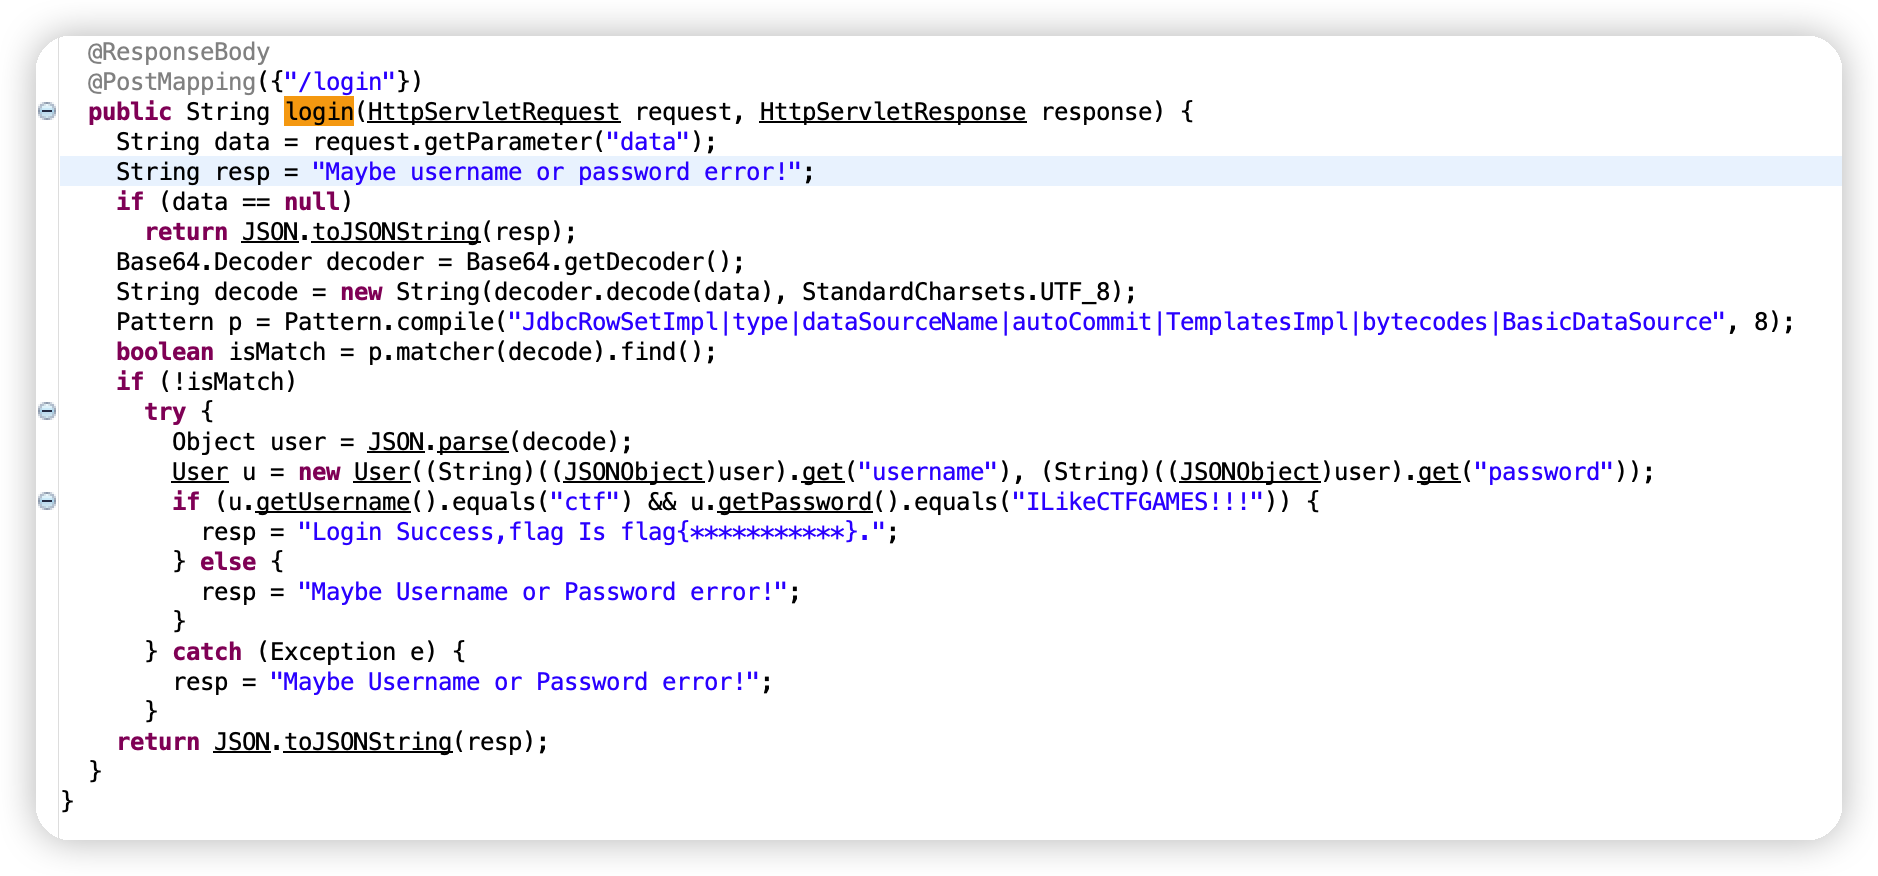 @ResponseBody
@PostMapping({"/login"})
public String login(HttpServletRequest request, HttpServletResponse response) {
String data = request.getParameter("data");
String resp = "Maybe username or password error!";
if (data == null)
return JSON.toJSONString(resp);
Base64.Decoder decoder = Base64.getDecoder();
String decode = new String(decoder.decode(data), StandardCharsets.UTF_8);
Pattern p = Pattern.compile("JdbcRowSetImpl|type|dataSourceName|autoCommit|TemplatesImpl|bytecodes|BasicDataSource", 8);
boolean isMatch = p.matcher(decode).find();
if (!isMatch)
try {
Object user = JSON.parse(decode);
User u = new User((String)((JSONObject)user).get("username"), (String)((JSONObject)user).get("password"));
if (u.getUsername().equals("ctf") && u.getPassword().equals("ILikeCTFGAMES!!!")) {
resp = "Login Success,flag Is flag{***********}.";
} else {
resp = "Maybe Username or Password error!";
}
} catch (Exception e) {
resp = "Maybe Username or Password error!";
}
return JSON.toJSONString(resp);
}
}